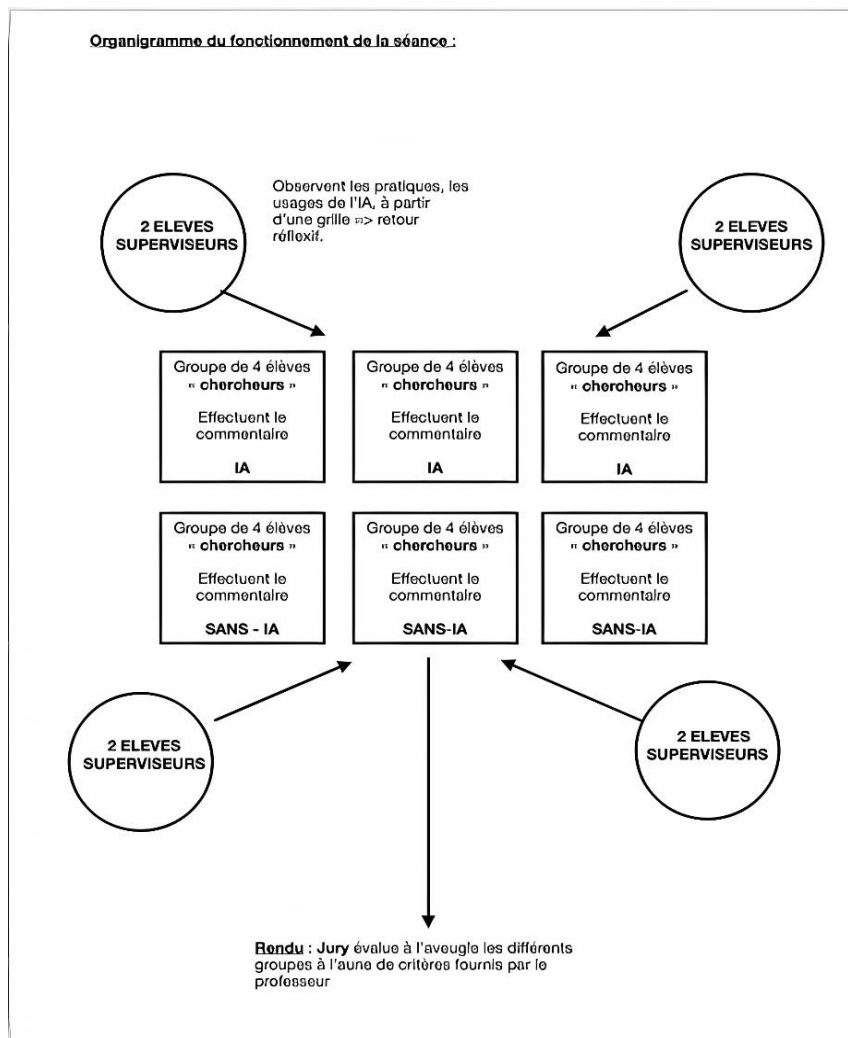 Organigramme du fonctionnement de la séance :
2 ELEVES
SUPERVISEURS
Observent les pratiques, les
usages de l'IA, à partir
d'une grille => retour
réflexif.
2 ELEVES
SUPERVISEURS
Groupe de 4 élèves
« chercheurs »
Effectuent le
commentaire
IA
Groupe de 4 élèves
« chercheurs »
Effectuent le
commentaire
IA
Groupe de 4 élèves
« chercheurs »
Effectuent le
commentaire
IA
Groupe de 4 élèves
« chercheurs »
Effectuent le
commentaire
SANS - IA
Groupe de 4 élèves
« chercheurs »
Effectuent le
commentaire
SANS-IA
Groupe de 4 élèves
« chercheurs »
Effectuent le
commentaire
SANS-IA
2 ELEVES
SUPERVISEURS
2 ELEVES
SUPERVISEURS
Rendu : Jury évalue à l'aveugle les différents
groupes à l'aune de critères fournis par le
professeur